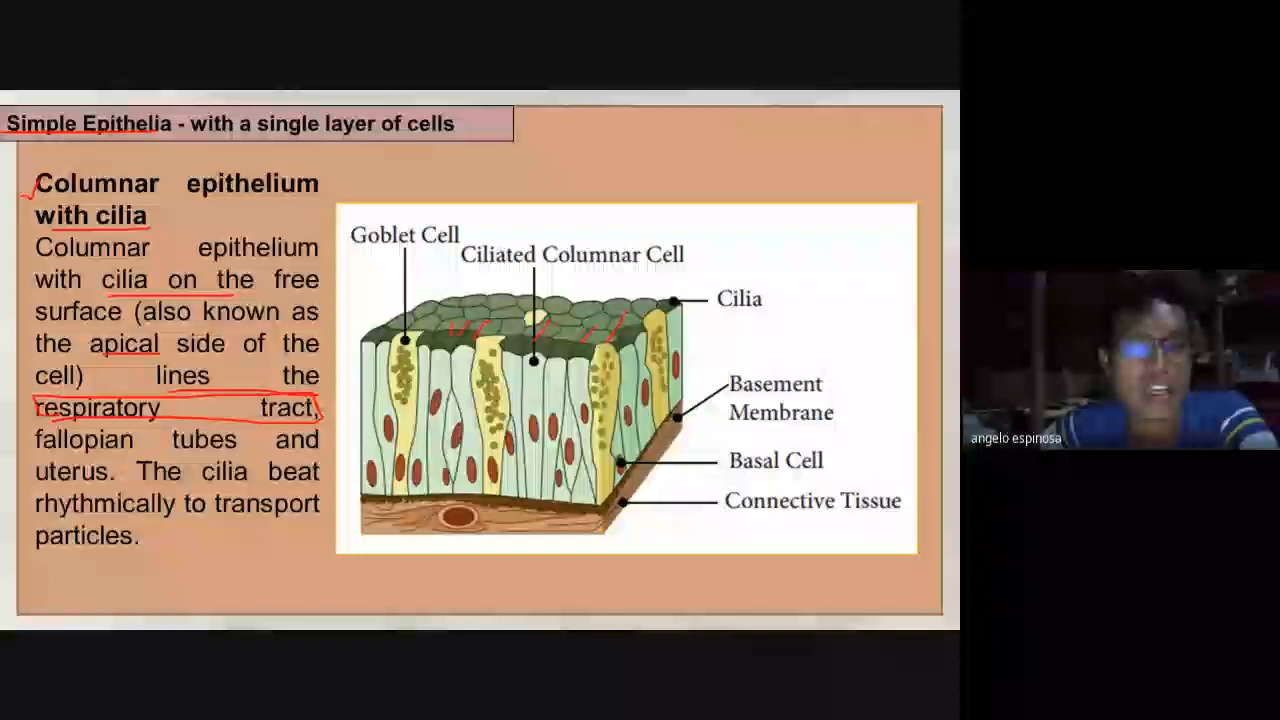 Simple Epithelia - with a single layer of cells
Columnar epithelium
with cilia
Columnar epithelium
with cilia on the free
surface (also known as
the apical side of the
cell) lines the
respiratory tract,
fallopian tubes and
uterus. The cilia beat
rhythmically to transport
particles.
Goblet Cell
Ciliated Columnar Cell
Cilia
Basement
Membrane
Basal Cell
Connective Tissue
angelo espinosa